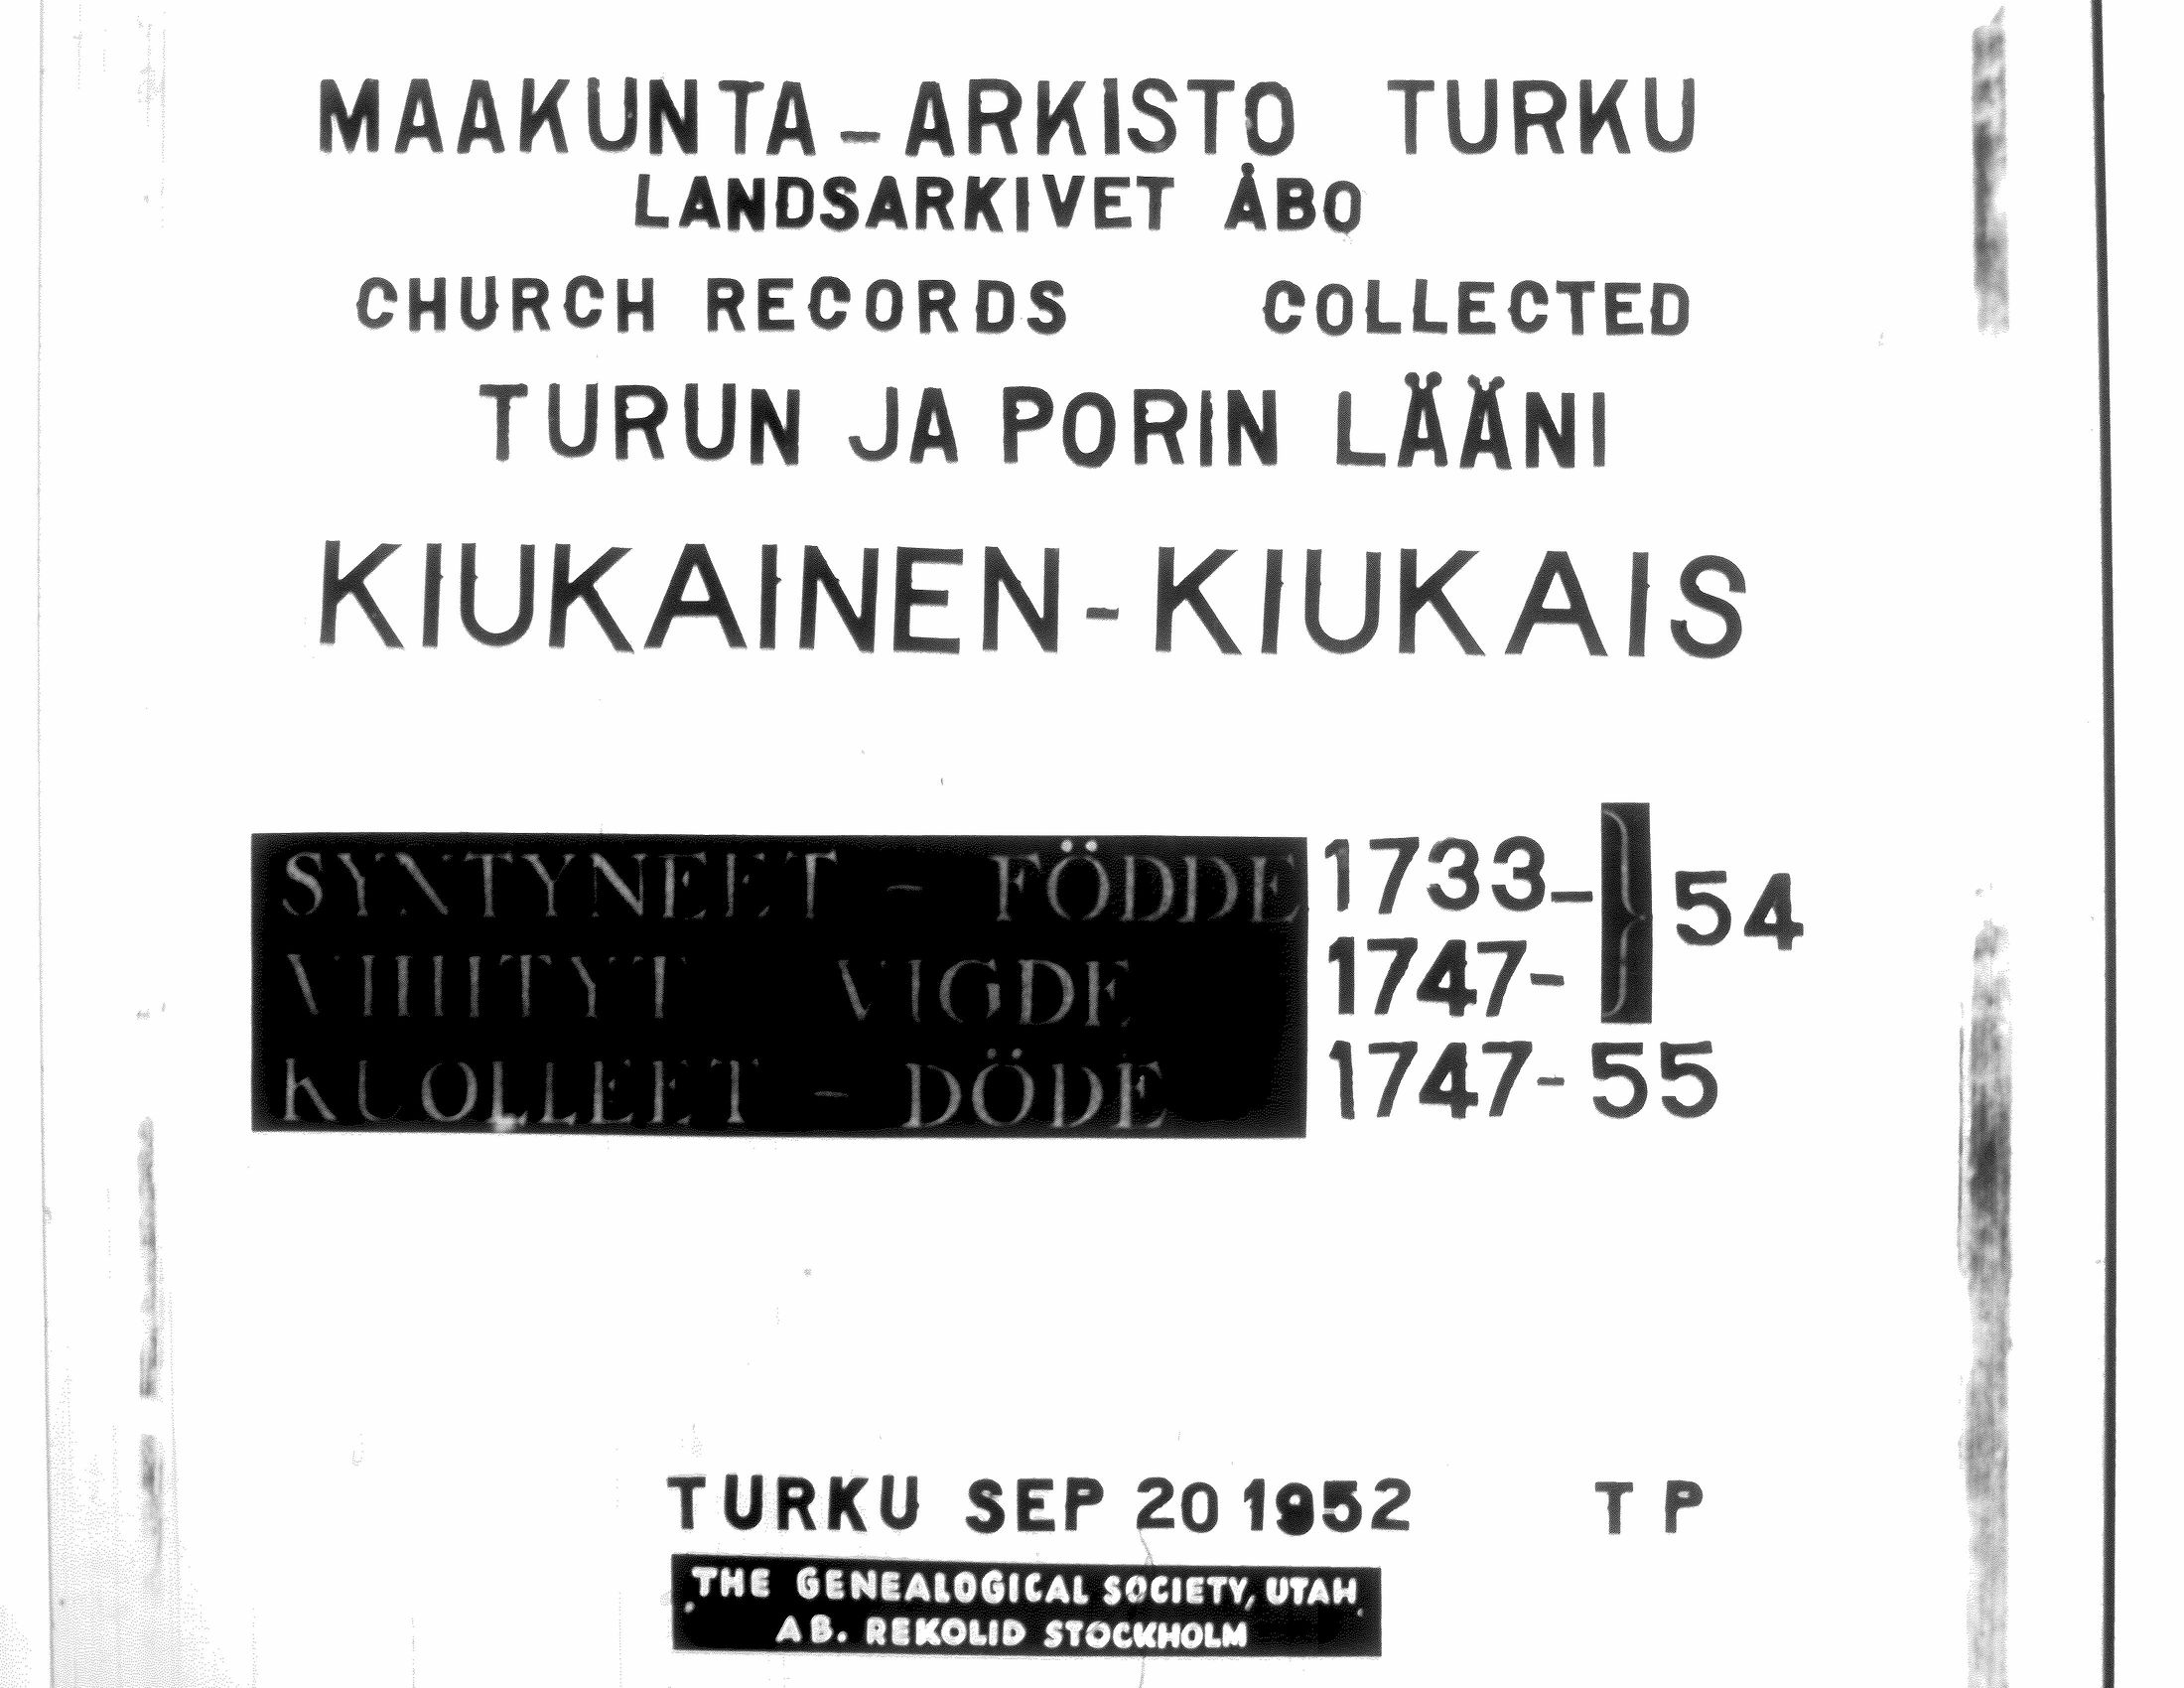 MAAKUNTA-ARKISTO TURKU
LANDSARKIVET ÅBO
CHURCH RECORDS COLLECTED
TURUN JA PORIN LÄÄNI
KIUKAINEN-KIUKAIS
SYNTYNEET - FÖDDE 1733- } 54
VIHITYT VIGDE 1747-
KUOLLEET - DÖDE 1747-55
TURKU SEP 20 1952 T P
THE GENEALOGICAL SOCIETY, UTAH
AB. REKOLID STOCKHOLM